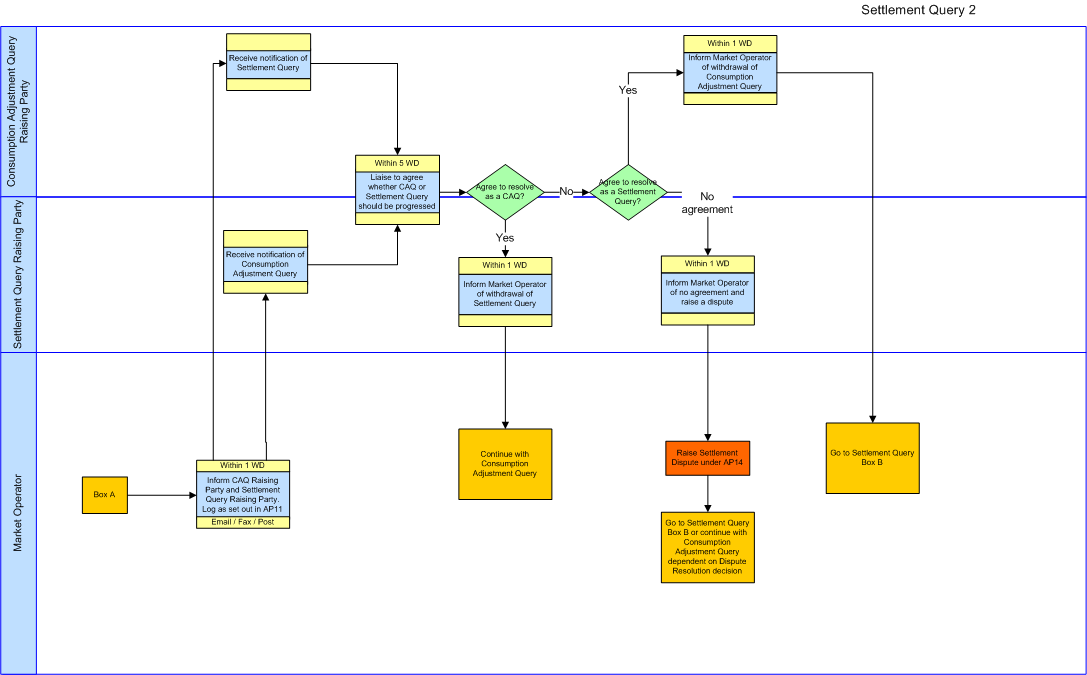 Settlement Query 2
Consumption Adjustment Query
Raising Party
Receive notification of
Settlement Query
Within 1 WD
Inform Market Operator
of withdrawal of
Consumption
Adjustment Query
Yes
Within 5 WD
Liaise to agree
whether CAQ or
Settlement Query
should be progressed
Agree to resolve
as a CAQ?
No
Agree to resolve
as a Settlement
Query?
No
agreement
Yes
Settlement Query Raising Party
Receive notification of
Consumption
Adjustment Query
Within 1 WD
Inform Market Operator
of withdrawal of
Settlement Query
Within 1 WD
Inform Market Operator
of no agreement and
raise a dispute
Market Operator
Box A
Within 1 WD
Inform CAQ Raising
Party and Settlement
Query Raising Party.
Log as set out in AP11
Email / Fax / Post
Continue with
Consumption
Adjustment Query
Raise Settlement
Dispute under AP14
Go to Settlement Query
Box B or continue with
Consumption
Adjustment Query
dependent on Dispute
Resolution decision
Go to Settlement Query
Box B